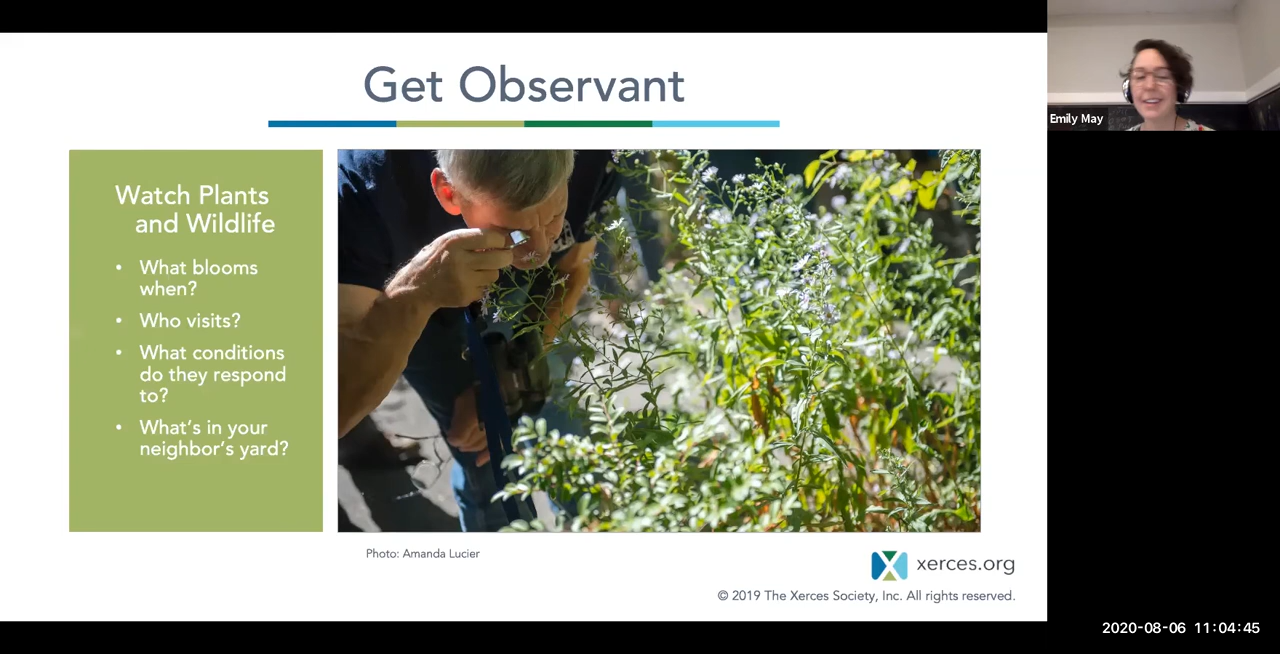 Get Observant
Emily May
Watch Plants
and Wildlife
• What blooms
when?
• Who visits?
• What conditions
do they respond
to?
• What's in your
neighbor's yard?
Photo: Amanda Lucier
xerces.org
© 2019 The Xerces Society, Inc. All rights reserved.
2020-08-06 11:04:45